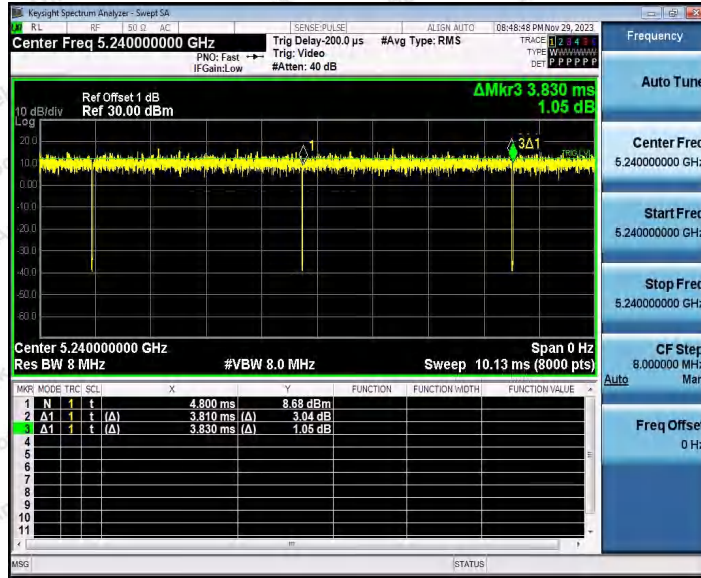 Keysight Spectrum Analyzer - Swept SA
RL RF 50 Ω AC SENSE:PULSE ALIGN AUTO 08:48:48 PM Nov 29, 2023
Center Freq 5.240000000 GHz
PNO: Fast
IFGain:Low
Trig Delay-200.0 µs
Trig: Video
#Atten: 40 dB
#Avg Type: RMS
TRACE 1 2 3 4 5 6
TYPE WWWWWW
DET P P P P P P
ΔMkr3 3.830 ms
1.05 dB
10 dB/div
Log
Ref Offset 1 dB
Ref 30.00 dBm
20.0
10.0
0.00
-10.0
-20.0
-30.0
-40.0
-50.0
-60.0
1
3Δ1
TRIG LVL
Center 5.240000000 GHz Span 0 Hz
Res BW 8 MHz #VBW 8.0 MHz Sweep 10.13 ms (8000 pts)
MKR MODE TRC SCL X Y FUNCTION FUNCTION WIDTH FUNCTION VALUE
1 N 1 t 4.800 ms 8.68 dBm
2 Δ1 1 t (Δ) 3.810 ms (Δ) 3.04 dB
3 Δ1 1 t (Δ) 3.830 ms (Δ) 1.05 dB
4
5
6
7
8
9
10
11
MSG STATUS
Frequency
Auto Tune
Center Freq
5.240000000 GHz
Start Freq
5.240000000 GHz
Stop Freq
5.240000000 GHz
CF Step
8.000000 MHz
Auto Man
Freq Offset
0 Hz